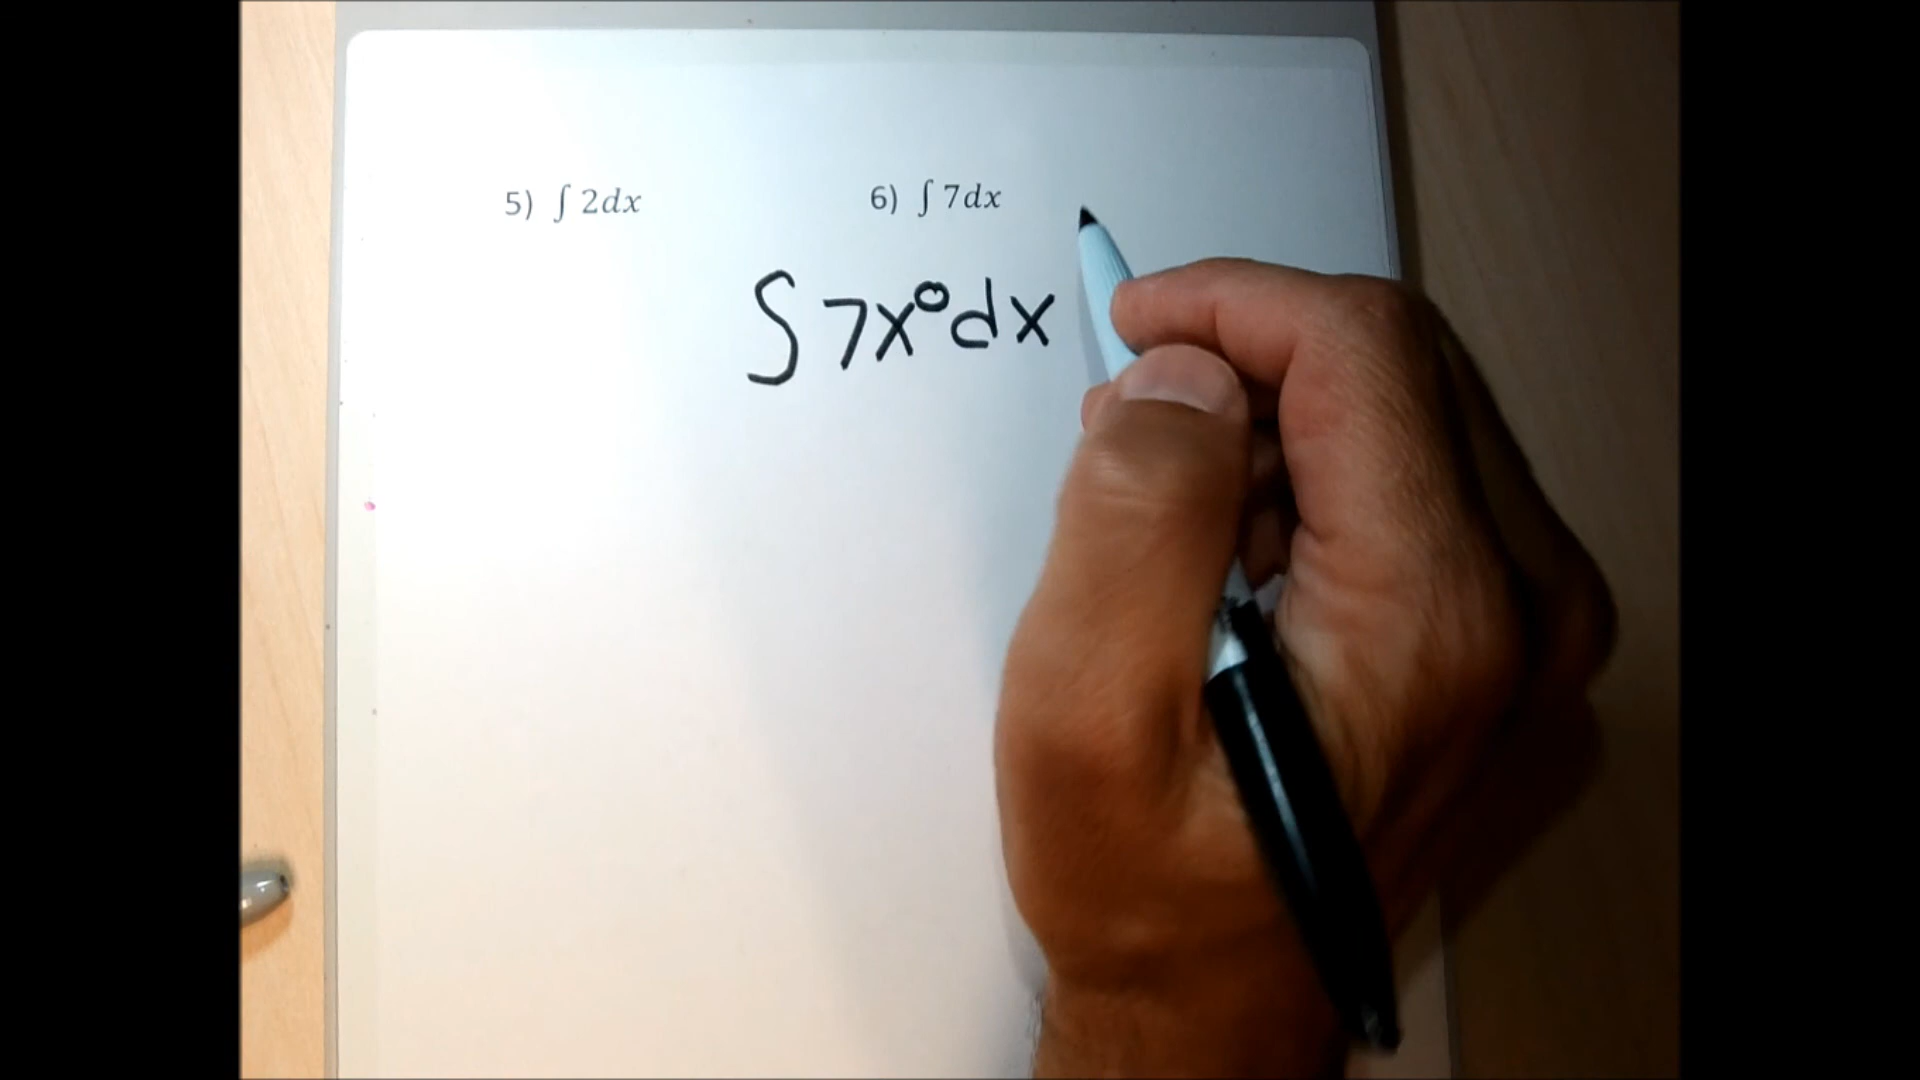 5) ∫ 2dx 6) ∫ 7dx
∫ 7x⁰dx